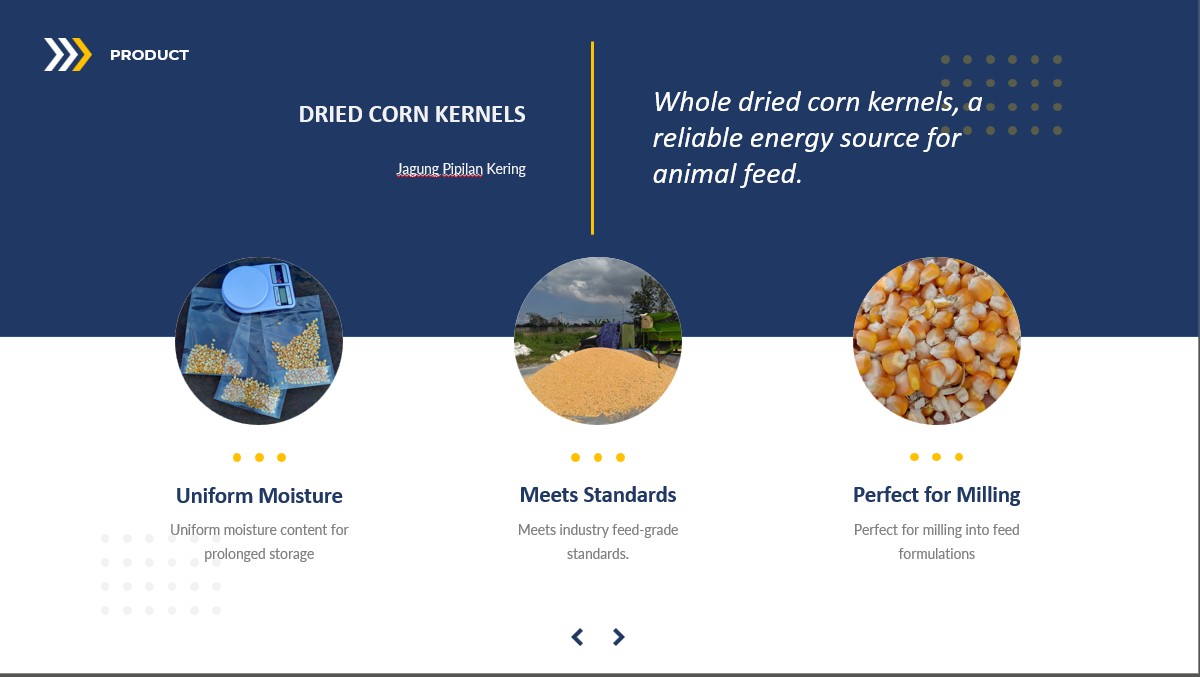 PRODUCT
DRIED CORN KERNELS
Jagung Pipilan Kering
Whole dried corn kernels, a
reliable energy source for
animal feed.
Uniform Moisture
Uniform moisture content for
prolonged storage
Meets Standards
Meets industry feed-grade
standards.
Perfect for Milling
Perfect for milling into feed
formulations